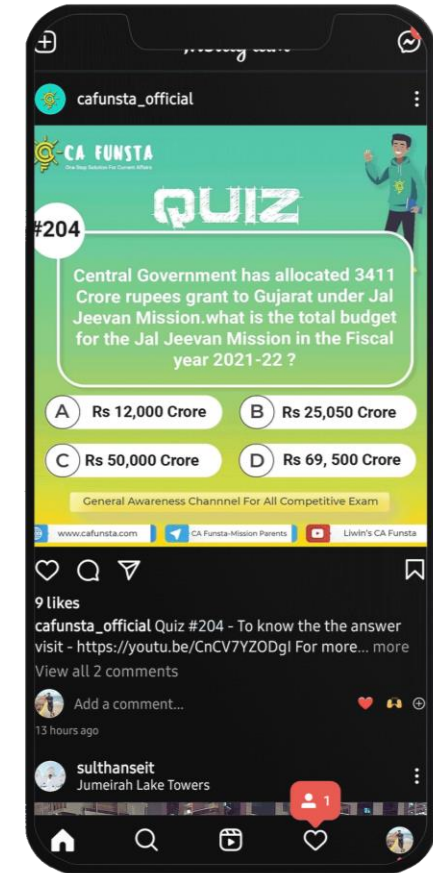 cafunsta_official
CA FUNSTA
One Stop Solution For Current Affairs
QUIZ
#204
Central Government has allocated 3411
Crore rupees grant to Gujarat under Jal
Jeevan Mission.what is the total budget
for the Jal Jeevan Mission in the Fiscal
year 2021-22 ?
A Rs 12,000 Crore
B Rs 25,050 Crore
C Rs 50,000 Crore
D Rs 69, 500 Crore
General Awareness Channnel For All Competitive Exam
www.cafunsta.com
CA Funsta-Mission Parents
Liwin's CA Funsta
9 likes
cafunsta_official Quiz #204 - To know the the answer
visit - https://youtu.be/CnCV7YZODgI For more... more
View all 2 comments
Add a comment...
13 hours ago
sulthanseit
Jumeirah Lake Towers
1